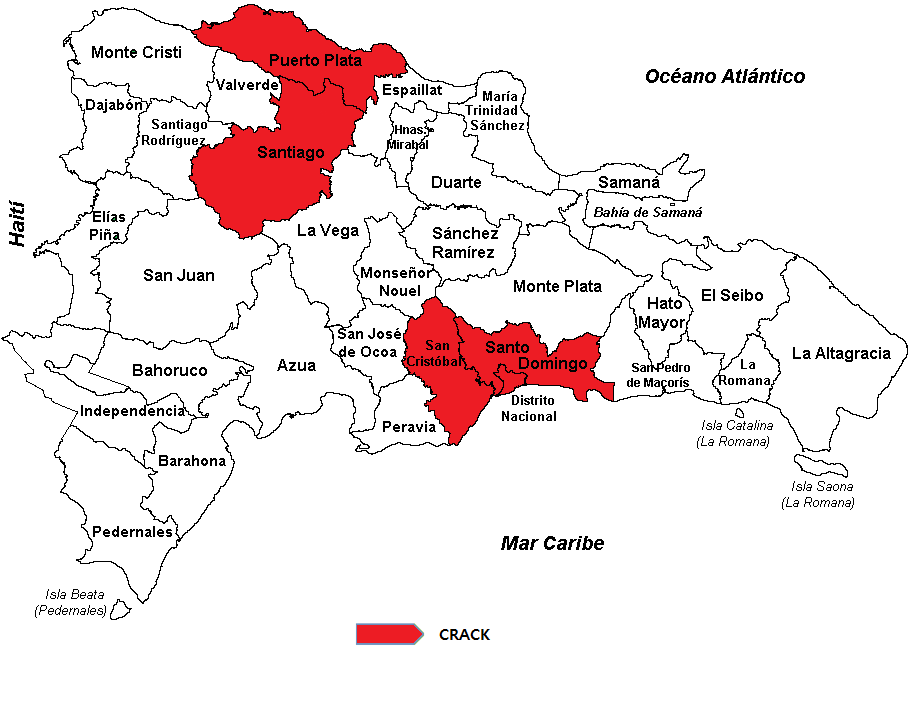 Monte Cristi
Puerto Plata
Océano Atlántico
Valverde
Espaillat
Dajabón
María
Trinidad
Sánchez
Santiago
Rodríguez
Hnas.
Mirabal
Santiago
Duarte
Samaná
Haití
Elías
Piña
Bahía de Samaná
La Vega
Sánchez
Ramírez
San Juan
Monseñor
Nouel
Monte Plata
El Seibo
Hato
Mayor
San José
de Ocoa
San
Cristóbal
Santo
Domingo
La Altagracia
Bahoruco
Azua
San Pedro
de Macorís
La
Romana
Independencia
Distrito
Nacional
Peravia
Isla Catalina
(La Romana)
Barahona
Isla Saona
(La Romana)
Pedernales
Mar Caribe
Isla Beata
(Pedernales)
CRACK